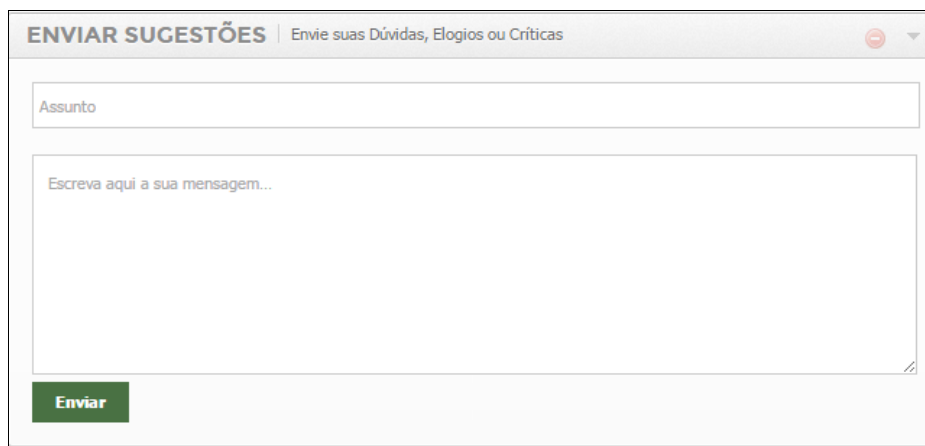 ENVIAR SUGESTÕES Envie suas Dúvidas, Elogios ou Críticas
Assunto
Escreva aqui a sua mensagem...
Enviar